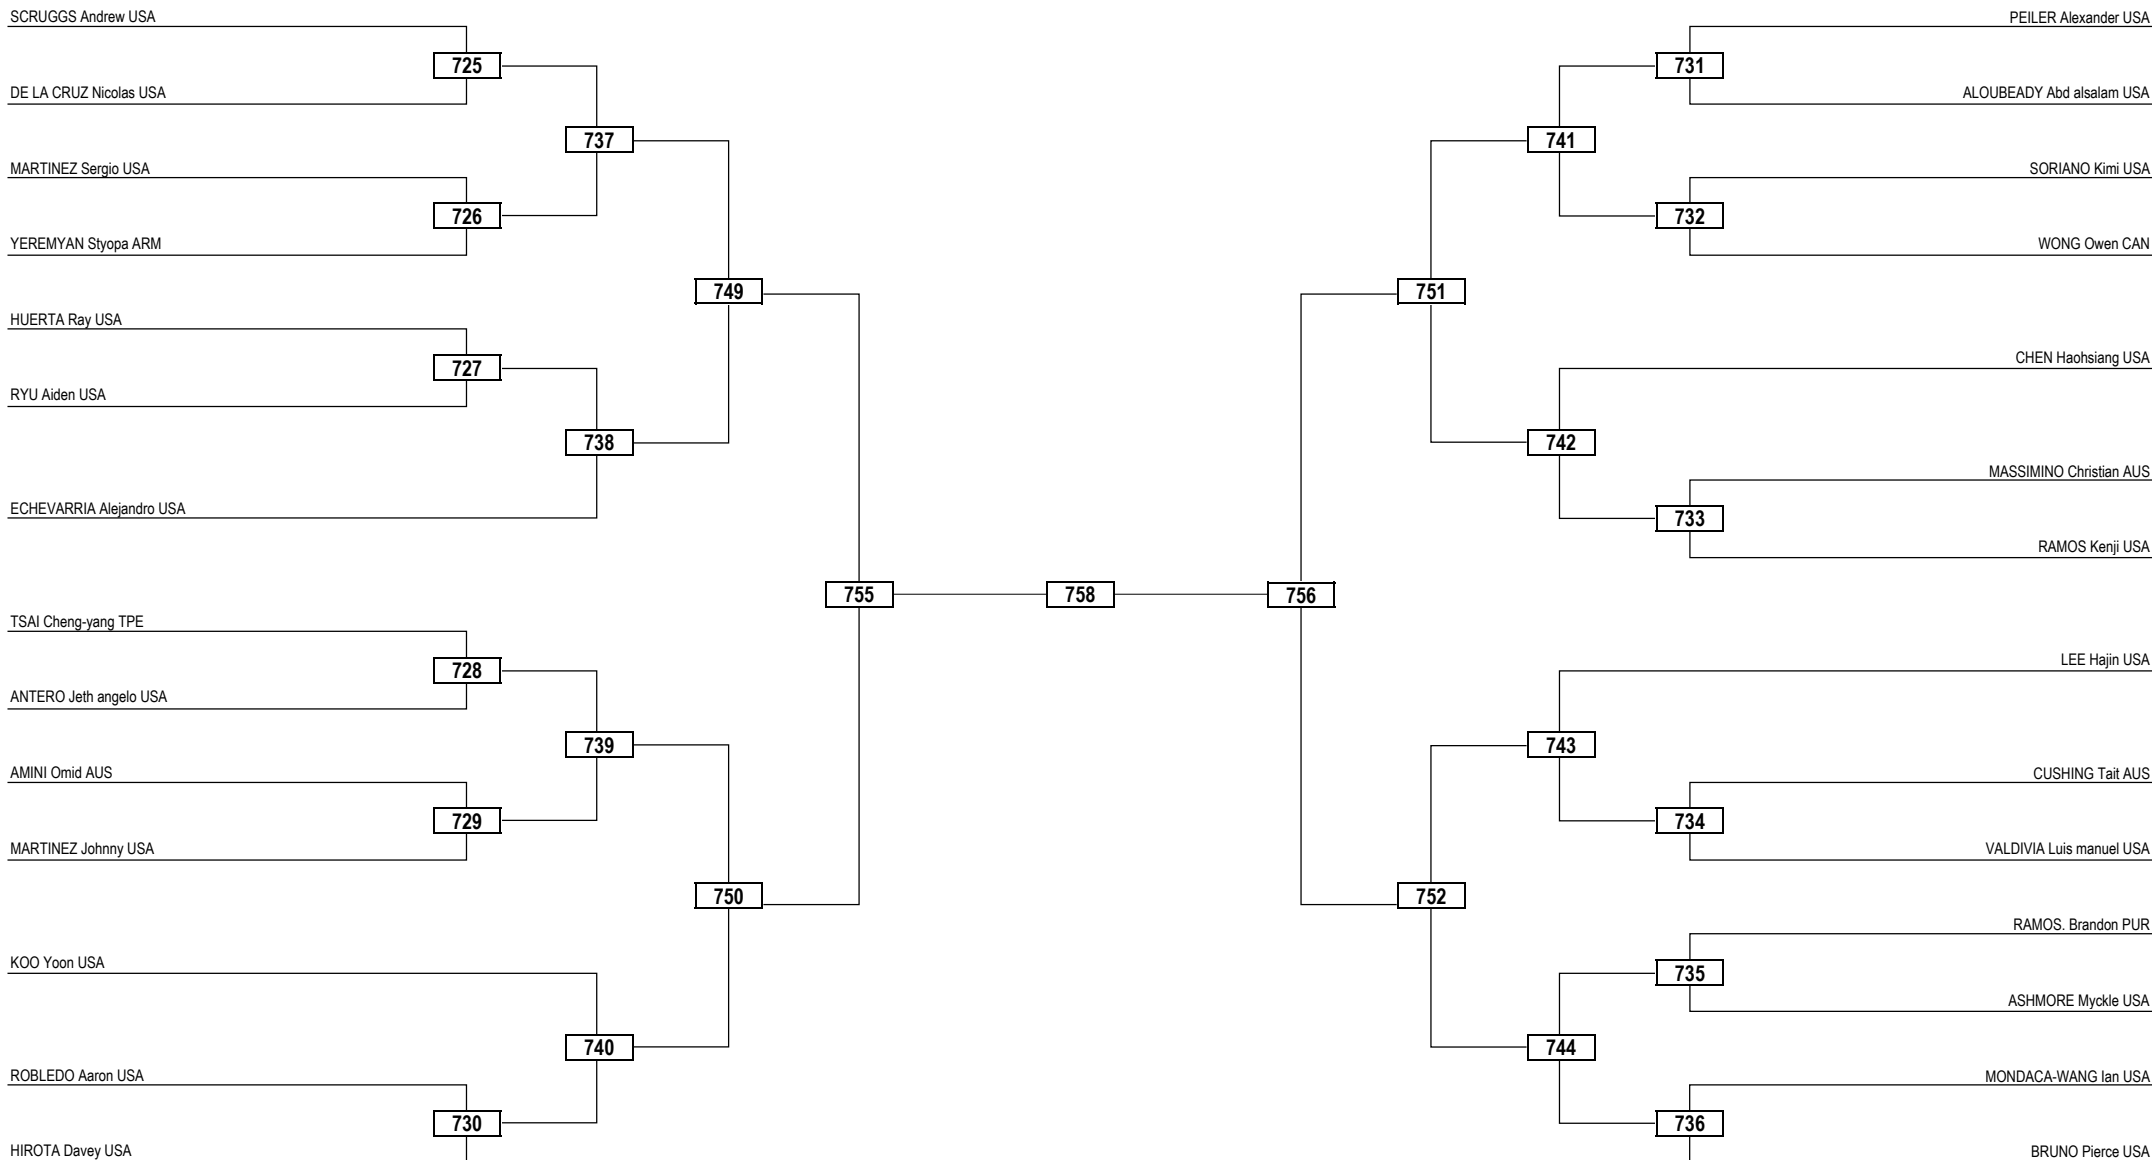 SCRUGGS Andrew USA
PEILER Alexander USA
725
731
DE LA CRUZ Nicolas USA
ALOUBEADY Abd alsalam USA
737
741
MARTINEZ Sergio USA
SORIANO Kimi USA
726
732
YEREMYAN Styopa ARM
WONG Owen CAN
749
751
HUERTA Ray USA
CHEN Haohsiang USA
727
RYU Aiden USA
738
742
MASSIMINO Christian AUS
ECHEVARRIA Alejandro USA
733
RAMOS Kenji USA
755
758
756
TSAI Cheng-yang TPE
LEE Hajin USA
728
ANTERO Jeth angelo USA
739
743
AMINI Omid AUS
CUSHING Tait AUS
729
734
MARTINEZ Johnny USA
VALDIVIA Luis manuel USA
750
752
RAMOS. Brandon PUR
KOO Yoon USA
735
ASHMORE Myckle USA
740
744
ROBLEDO Aaron USA
MONDACA-WANG Ian USA
730
736
HIROTA Davey USA
BRUNO Pierce USA